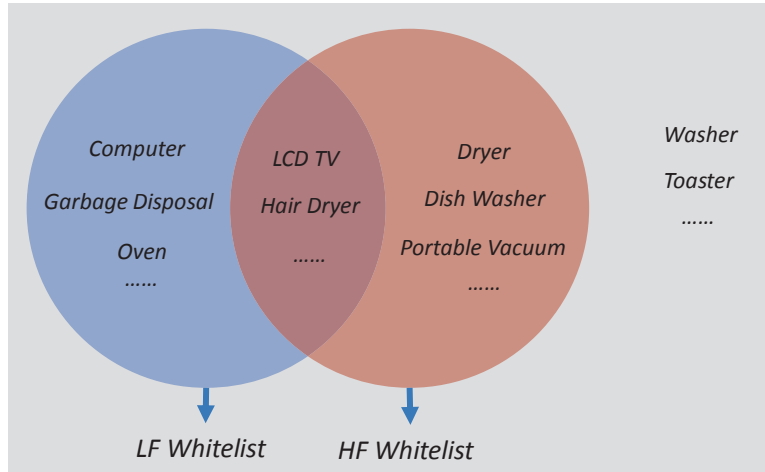 Computer
Garbage Disposal
Oven
......
LCD TV
Hair Dryer
......
Dryer
Dish Washer
Portable Vacuum
......
Washer
Toaster
......
LF Whitelist
HF Whitelist